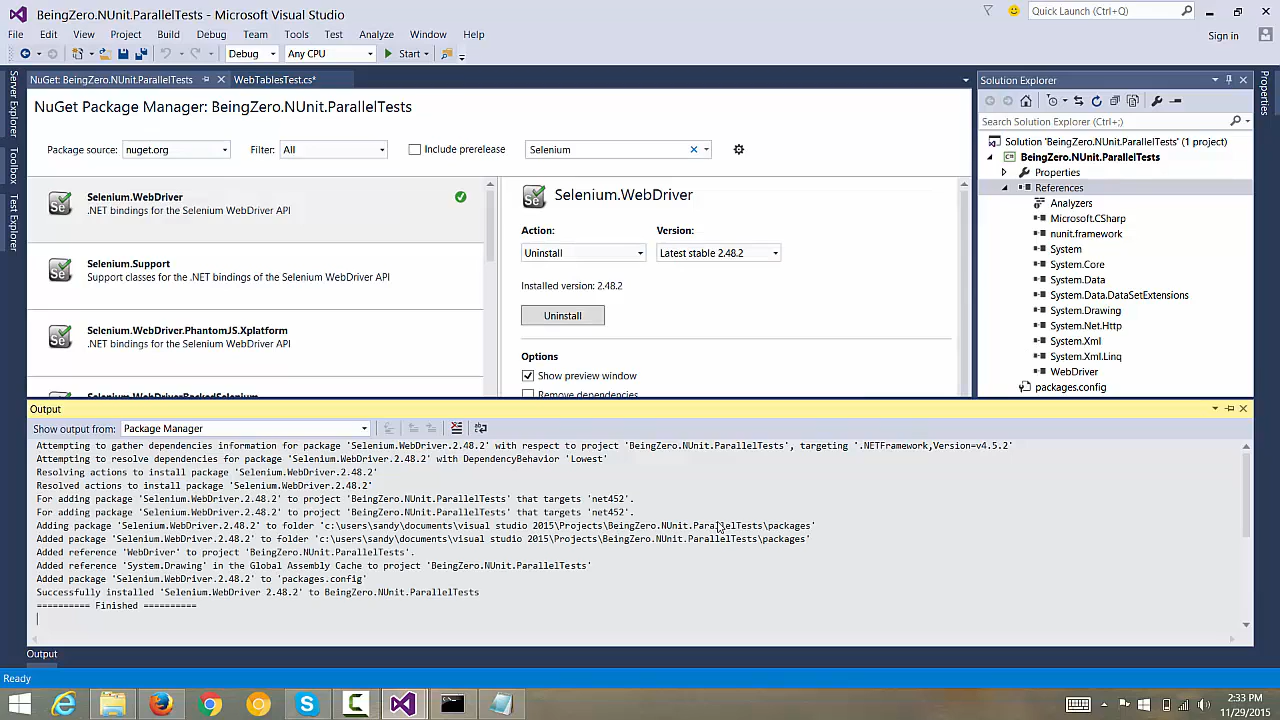 BeingZero.NUnit.ParallelTests - Microsoft Visual Studio
Quick Launch (Ctrl+Q)
File Edit View Project Build Debug Team Tools Test Analyze Window Help
Sign in
Debug Any CPU Start
Server Explorer
Toolbox
Test Explorer
NuGet: BeingZero.NUnit.ParallelTests
WebTablesTest.cs*
NuGet Package Manager: BeingZero.NUnit.ParallelTests
Package source: nuget.org Filter: All Include prerelease Selenium
Selenium.WebDriver
.NET bindings for the Selenium WebDriver API
Selenium.Support
Support classes for the .NET bindings of the Selenium WebDriver API
Selenium.WebDriver.PhantomJS.Xplatform
.NET bindings for the Selenium WebDriver API
Selenium.WebDriverBackedSelenium
Selenium.WebDriver
Action: Version:
Uninstall Latest stable 2.48.2
Installed version: 2.48.2
Uninstall
Options
Show preview window
Remove dependencies
Solution Explorer
Search Solution Explorer (Ctrl+;)
Solution 'BeingZero.NUnit.ParallelTests' (1 project)
BeingZero.NUnit.ParallelTests
Properties
References
Analyzers
Microsoft.CSharp
nunit.framework
System
System.Core
System.Data
System.Data.DataSetExtensions
System.Drawing
System.Net.Http
System.Xml
System.Xml.Linq
WebDriver
packages.config
Properties
Output
Show output from: Package Manager
Attempting to gather dependencies information for package 'Selenium.WebDriver.2.48.2' with respect to project 'BeingZero.NUnit.ParallelTests', targeting '.NETFramework,Version=v4.5.2'
Attempting to resolve dependencies for package 'Selenium.WebDriver.2.48.2' with DependencyBehavior 'Lowest'
Resolving actions to install package 'Selenium.WebDriver.2.48.2'
Resolved actions to install package 'Selenium.WebDriver.2.48.2'
For adding package 'Selenium.WebDriver.2.48.2' to project 'BeingZero.NUnit.ParallelTests' that targets 'net452'.
For adding package 'Selenium.WebDriver.2.48.2' to project 'BeingZero.NUnit.ParallelTests' that targets 'net452'.
Adding package 'Selenium.WebDriver.2.48.2' to folder 'c:\users\sandy\documents\visual studio 2015\Projects\BeingZero.NUnit.ParallelTests\packages'
Added package 'Selenium.WebDriver.2.48.2' to folder 'c:\users\sandy\documents\visual studio 2015\Projects\BeingZero.NUnit.ParallelTests\packages'
Added reference 'WebDriver' to project 'BeingZero.NUnit.ParallelTests'.
Added reference 'System.Drawing' in the Global Assembly Cache to project 'BeingZero.NUnit.ParallelTests'
Added package 'Selenium.WebDriver.2.48.2' to 'packages.config'
Successfully installed 'Selenium.WebDriver 2.48.2' to BeingZero.NUnit.ParallelTests
========== Finished ==========
Output
Ready
2:33 PM
11/29/2015